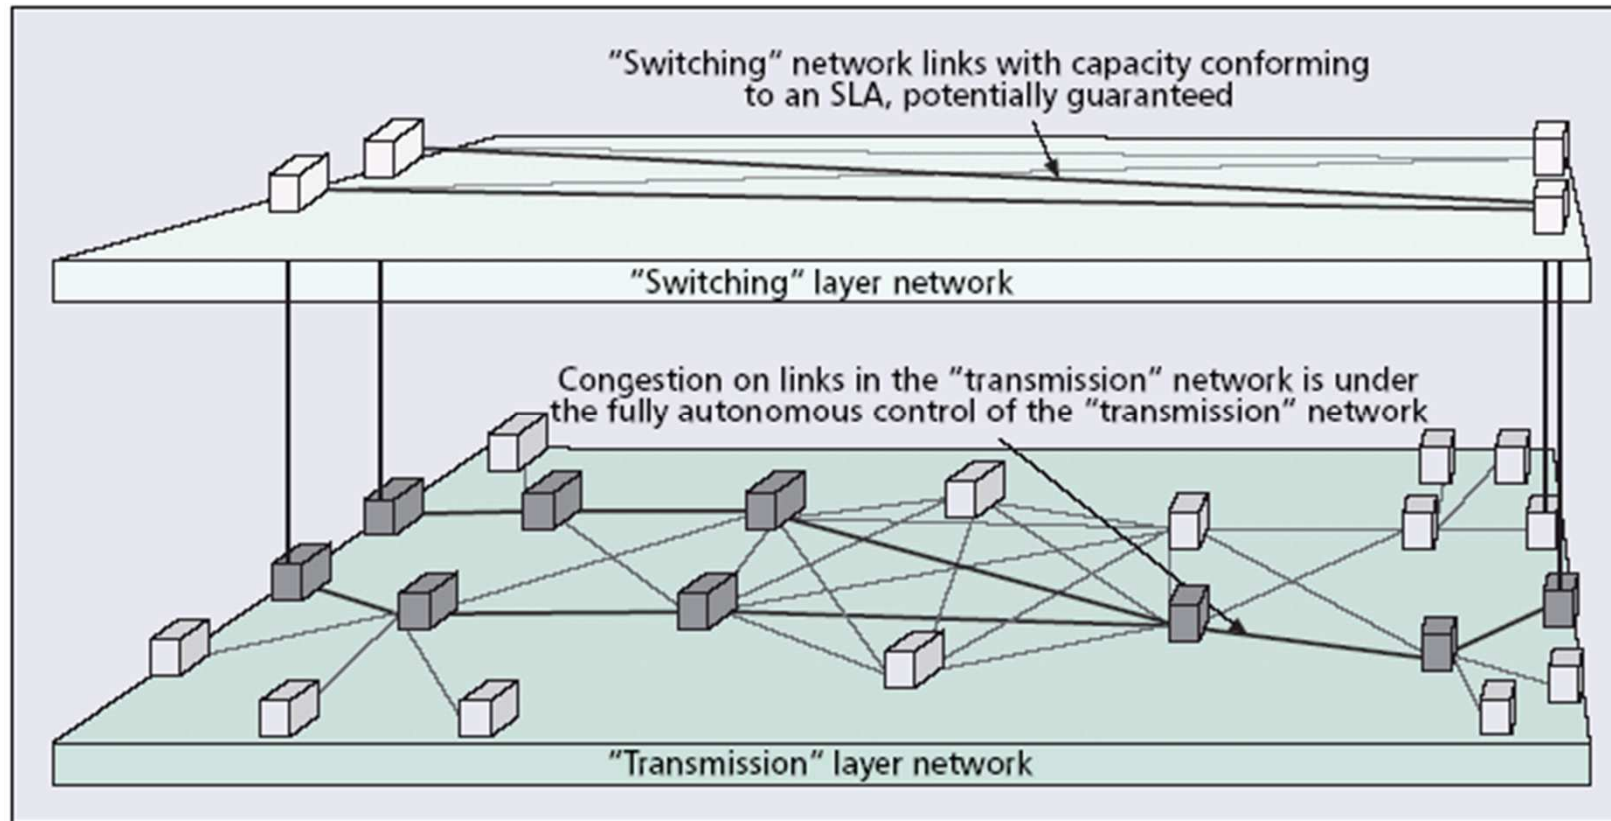 “Switching” network links with capacity conforming
to an SLA, potentially guaranteed
“Switching” layer network
Congestion on links in the “transmission” network is under
the fully autonomous control of the “transmission” network
“Transmission” layer network